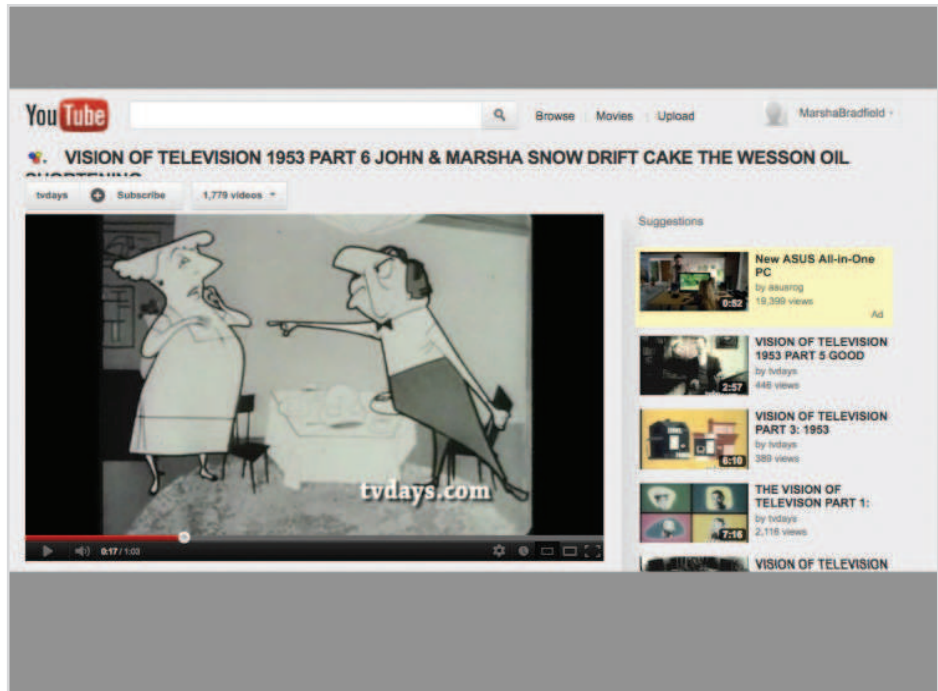 YouTube
Browse Movies Upload MarshaBradfield
VISION OF TELEVISION 1953 PART 6 JOHN & MARSHA SNOW DRIFT CAKE THE WESSON OIL
SHORTENING
tvdays Subscribe 1,779 videos
Suggestions
New ASUS All-in-One
PC
by asusrog
19,399 views
Ad
0:52
VISION OF TELEVISION
1953 PART 5 GOOD
by tvdays
446 views
2:57
VISION OF TELEVISION
PART 3: 1953
by tvdays
389 views
6:10
THE VISION OF
TELEVISON PART 1:
by tvdays
2,116 views
7:16
VISION OF TELEVISION
tvdays.com
0:17 / 1:03